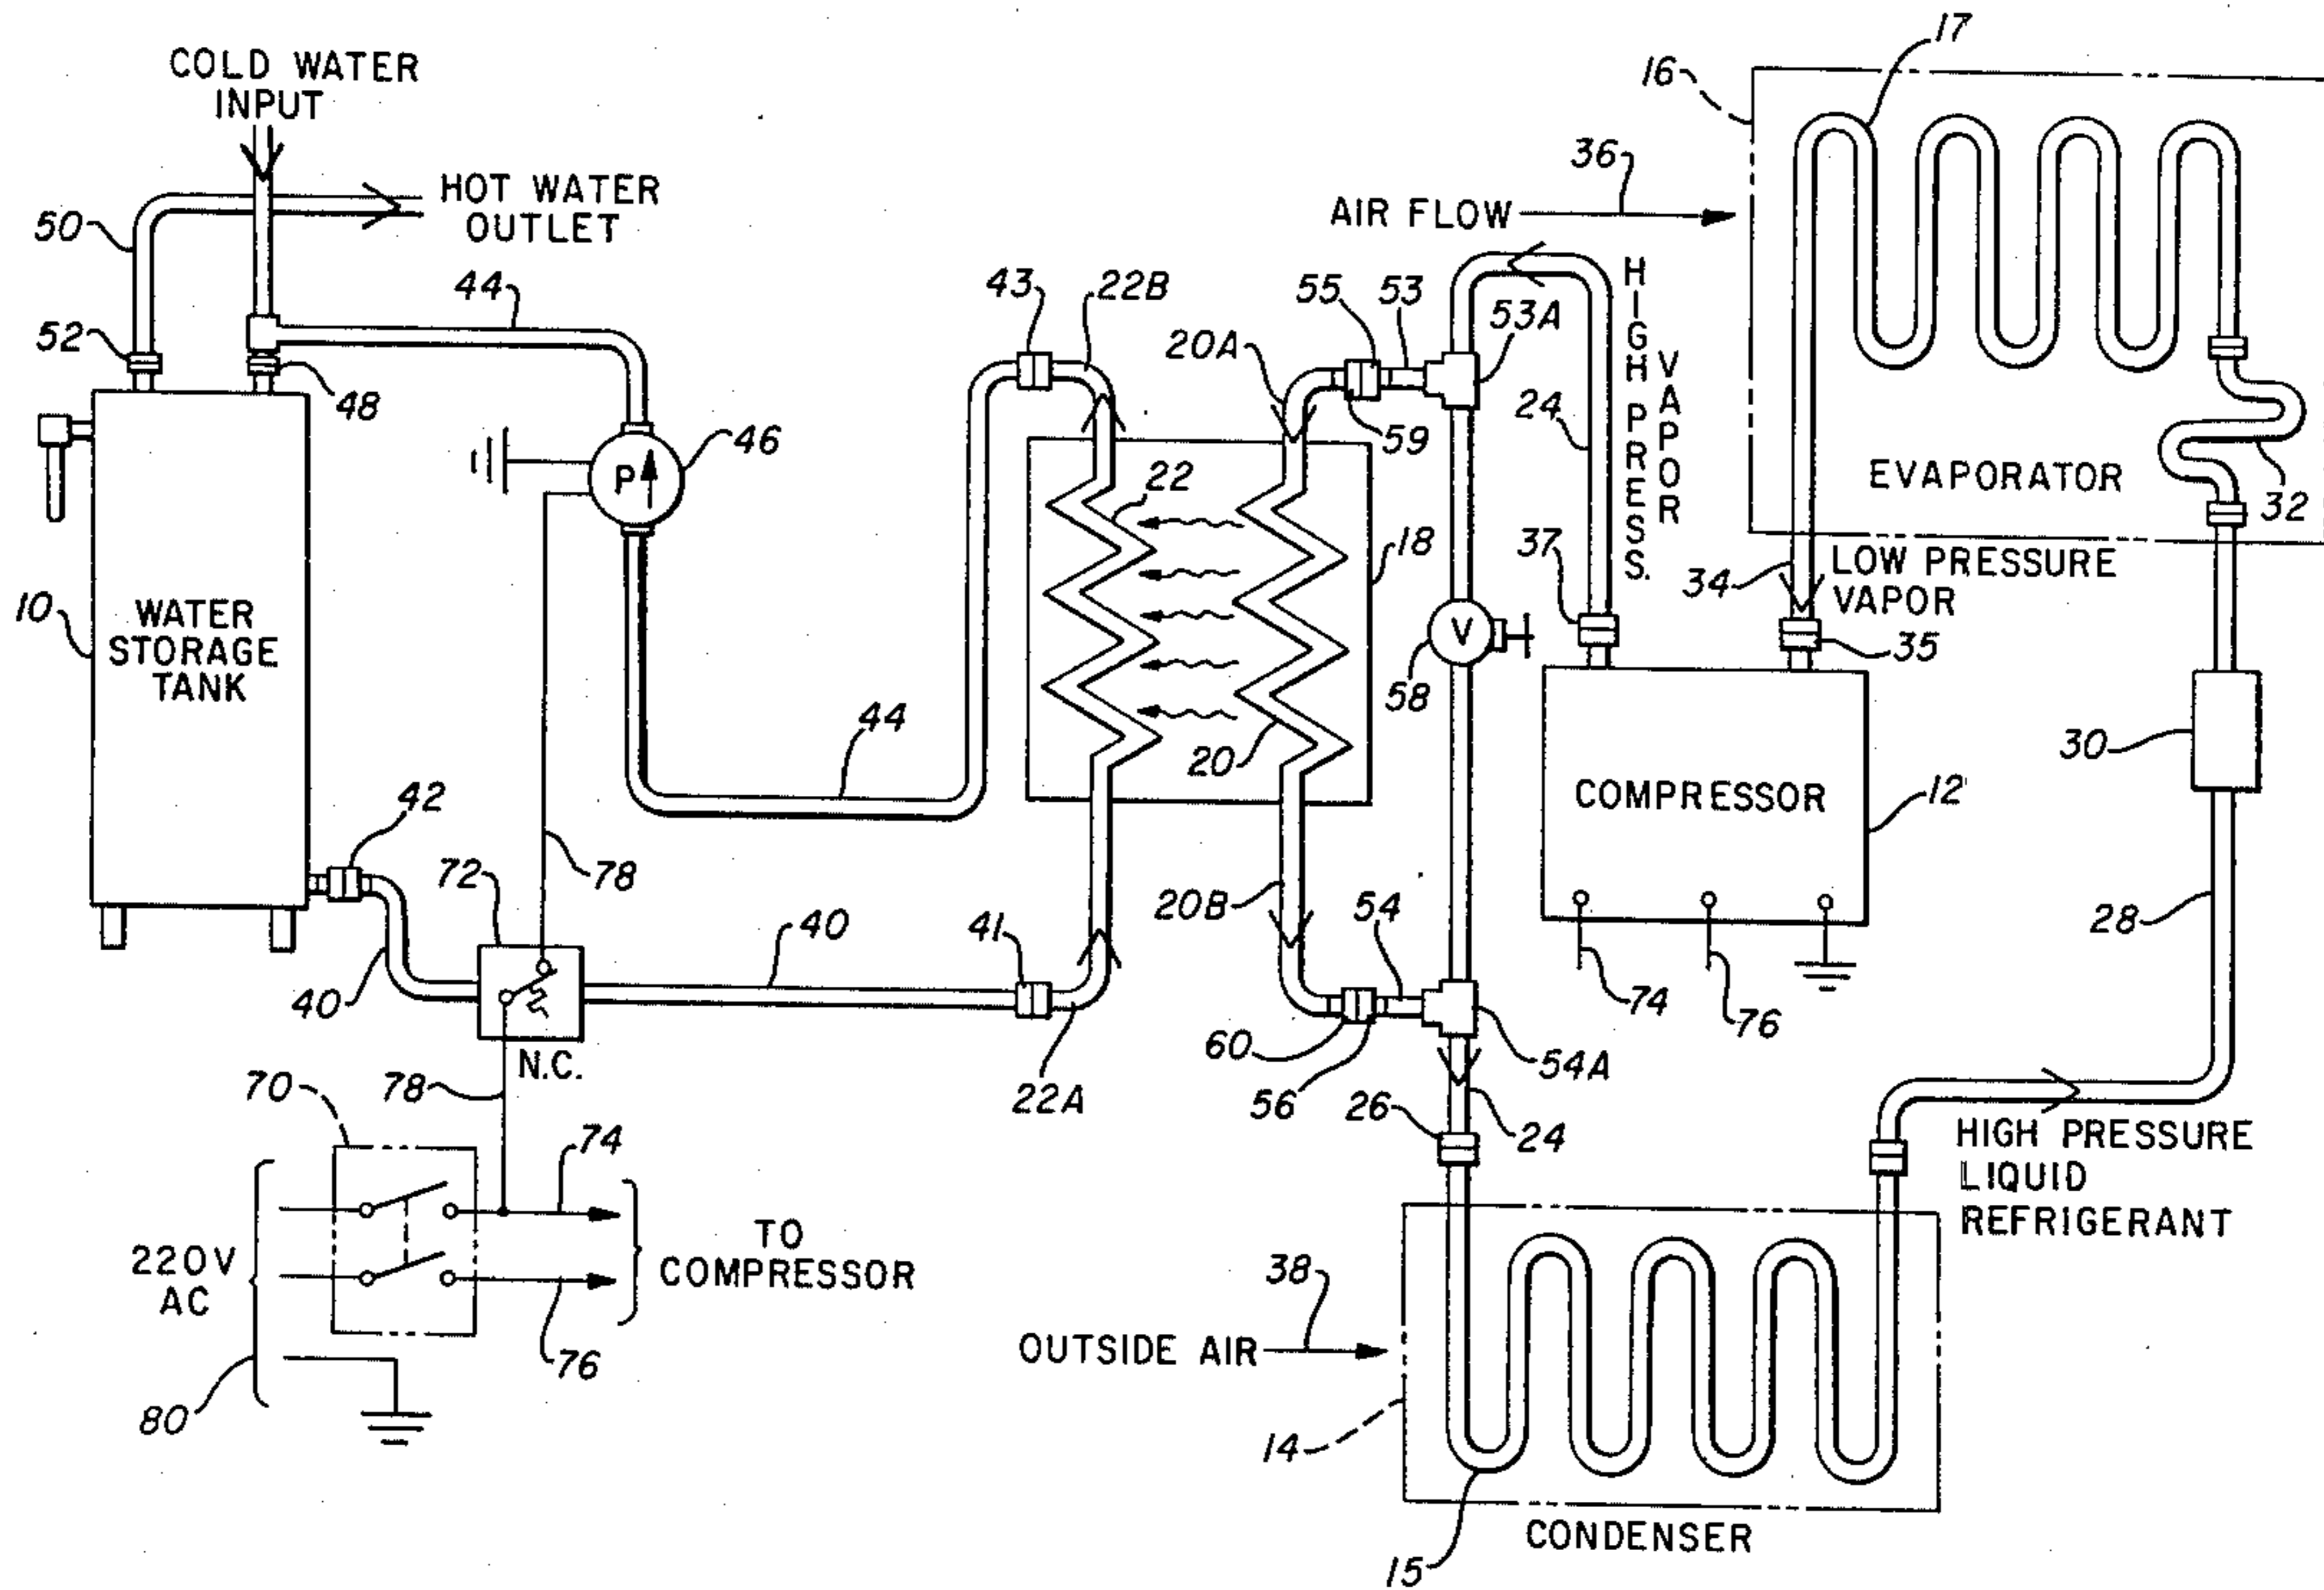 COLD WATER
INPUT
HOT WATER
OUTLET
50
52
44
48
46
P
10
WATER
STORAGE
TANK
42
40
72
78
N.C.
40
41
22A
44
43
22B
22
20A
20
18
20B
55
53
53A
59
24
HIGH PRESS.
VAPOR
37
V
58
54
54A
60
56
26
24
AIR FLOW
36
16
17
EVAPORATOR
32
34
LOW PRESSURE
VAPOR
35
COMPRESSOR
12
74
76
30
28
HIGH PRESSURE
LIQUID
REFRIGERANT
70
78
74
220V
AC
TO
COMPRESSOR
76
80
OUTSIDE AIR
38
14
15
CONDENSER